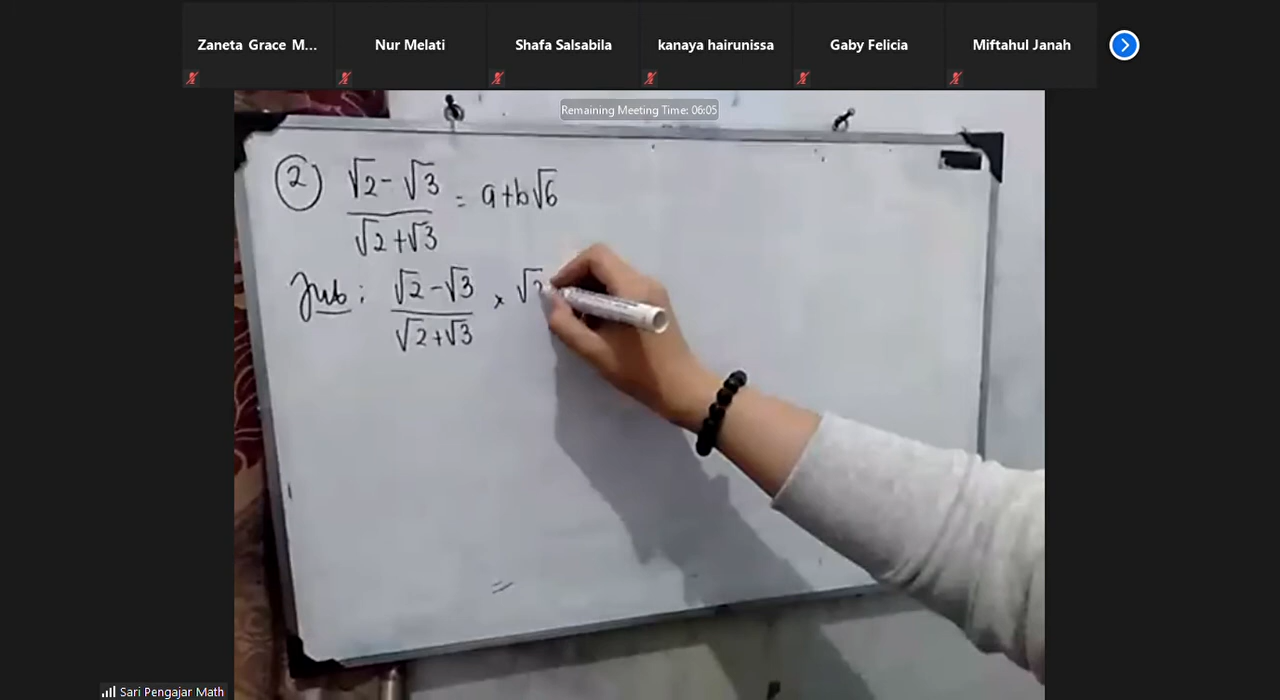 Zaneta Grace M... Nur Melati Shafa Salsabila kanaya hairunissa Gaby Felicia Miftahul Janah
Remaining Meeting Time: 06:05
2 √2 - √3 / √2 + √3 = a + b√6
Jwb : √2 - √3 / √2 + √3 × √2
Sari Pengajar Math